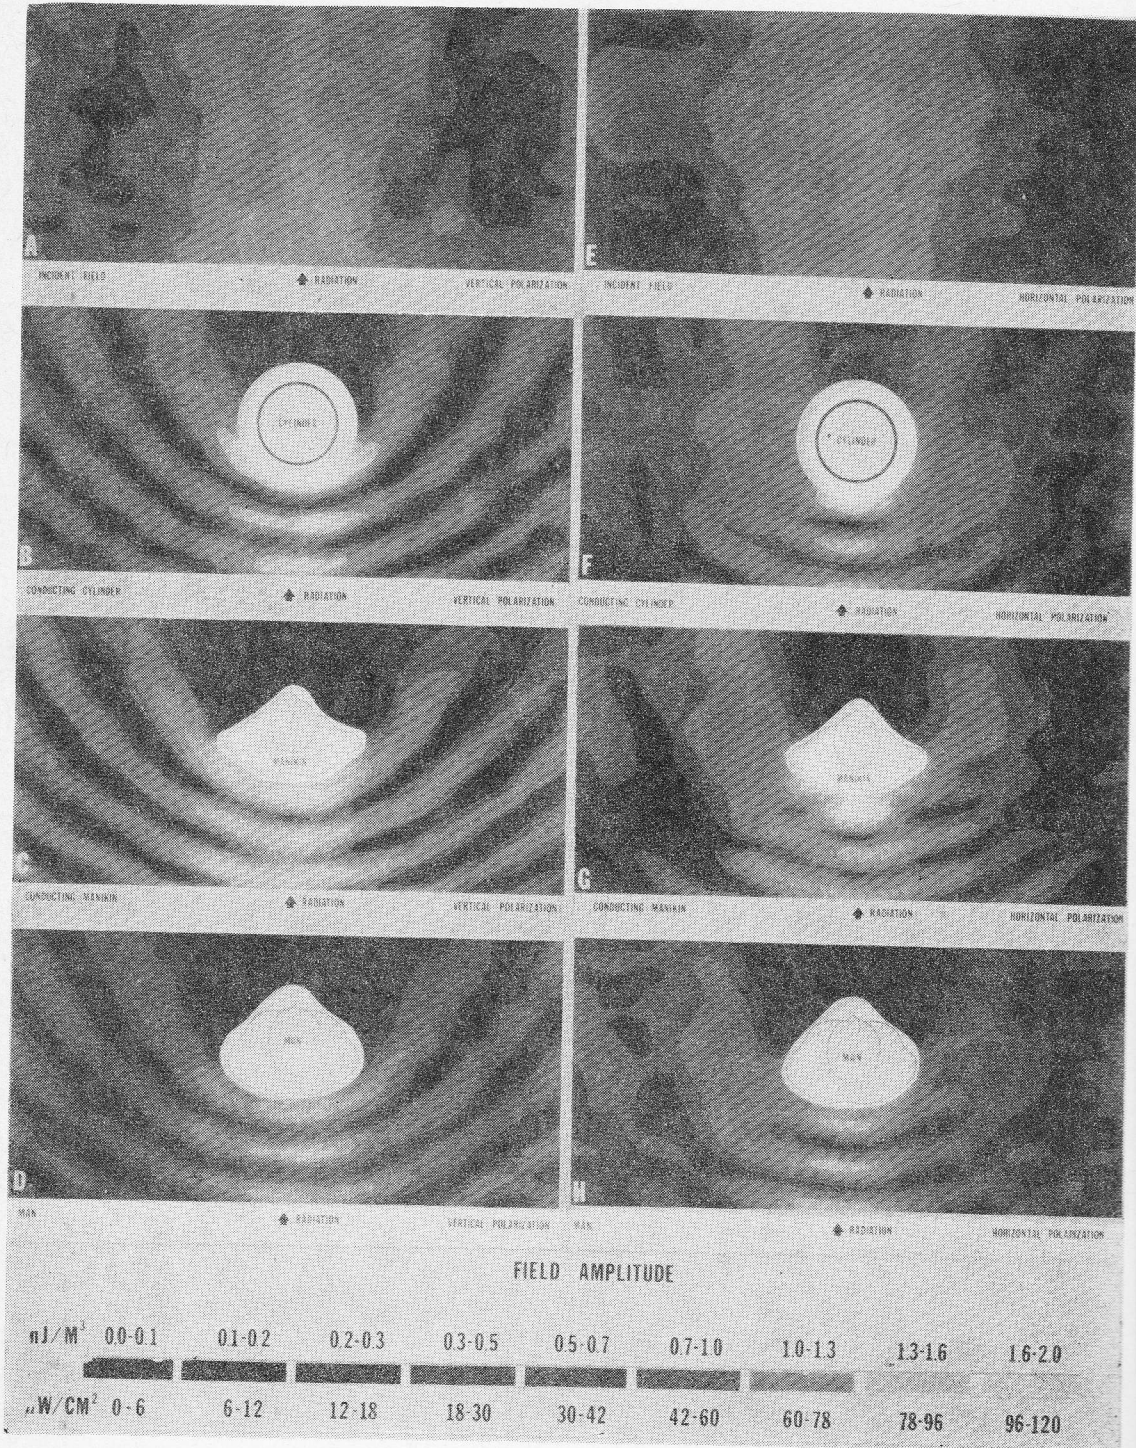 A
E
INCIDENT FIELD RADIATION VERTICAL POLARIZATION
INCIDENT FIELD RADIATION HORIZONTAL POLARIZATION
CYLINDER
CYLINDER
B
F
CONDUCTING CYLINDER RADIATION VERTICAL POLARIZATION
CONDUCTING CYLINDER RADIATION HORIZONTAL POLARIZATION
MANIKIN
MANIKIN
C
G
CONDUCTING MANIKIN RADIATION VERTICAL POLARIZATION
CONDUCTING MANIKIN RADIATION HORIZONTAL POLARIZATION
MAN
MAN
D
H
MAN RADIATION VERTICAL POLARIZATION
MAN RADIATION HORIZONTAL POLARIZATION
FIELD AMPLITUDE
nJ/M³ 0.0-0.1 0.1-0.2 0.2-0.3 0.3-0.5 0.5-0.7 0.7-1.0 1.0-1.3 1.3-1.6 1.6-2.0
µW/CM² 0-6 6-12 12-18 18-30 30-42 42-60 60-78 78-96 96-120